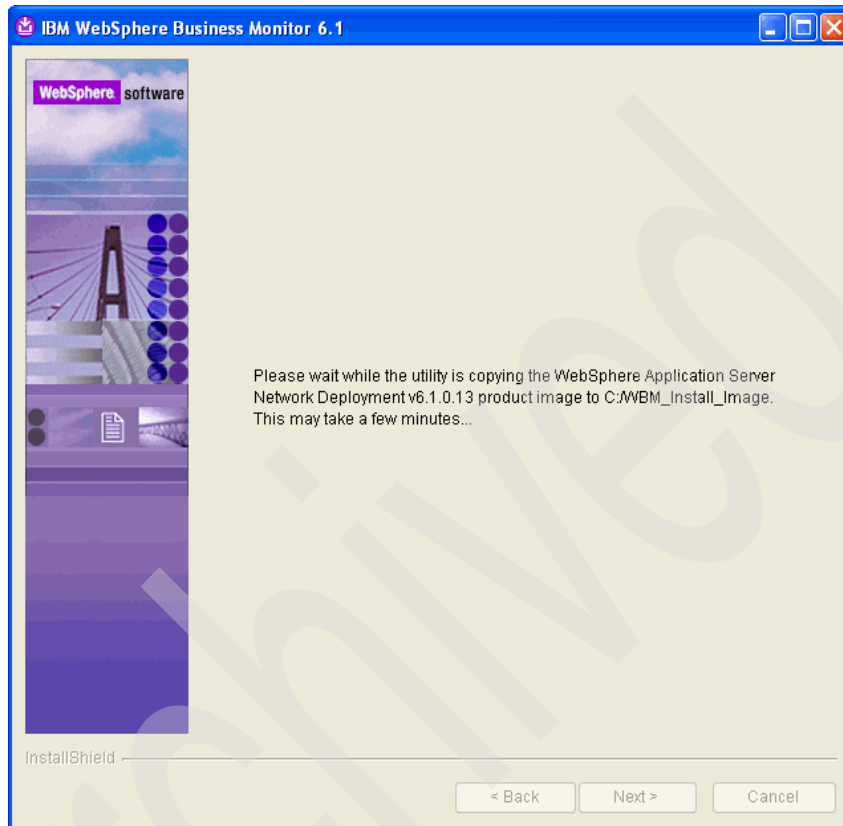 IBM WebSphere Business Monitor 6.1
WebSphere software
Please wait while the utility is copying the WebSphere Application Server
Network Deployment v6.1.0.13 product image to C:/WBM_Install_Image.
This may take a few minutes...
InstallShield
< Back Next > Cancel